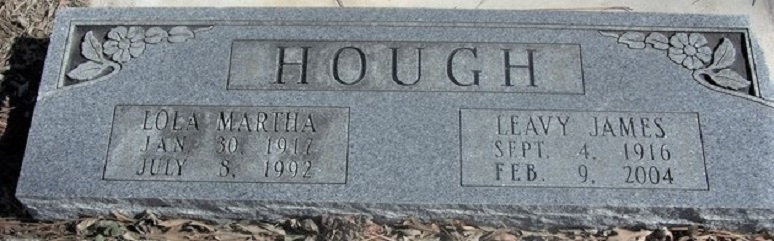 HOUGH
LOLA MARTHA
JAN. 30, 1917
JULY 8, 1992
LEAVY JAMES
SEPT. 4, 1916
FEB. 9, 2004